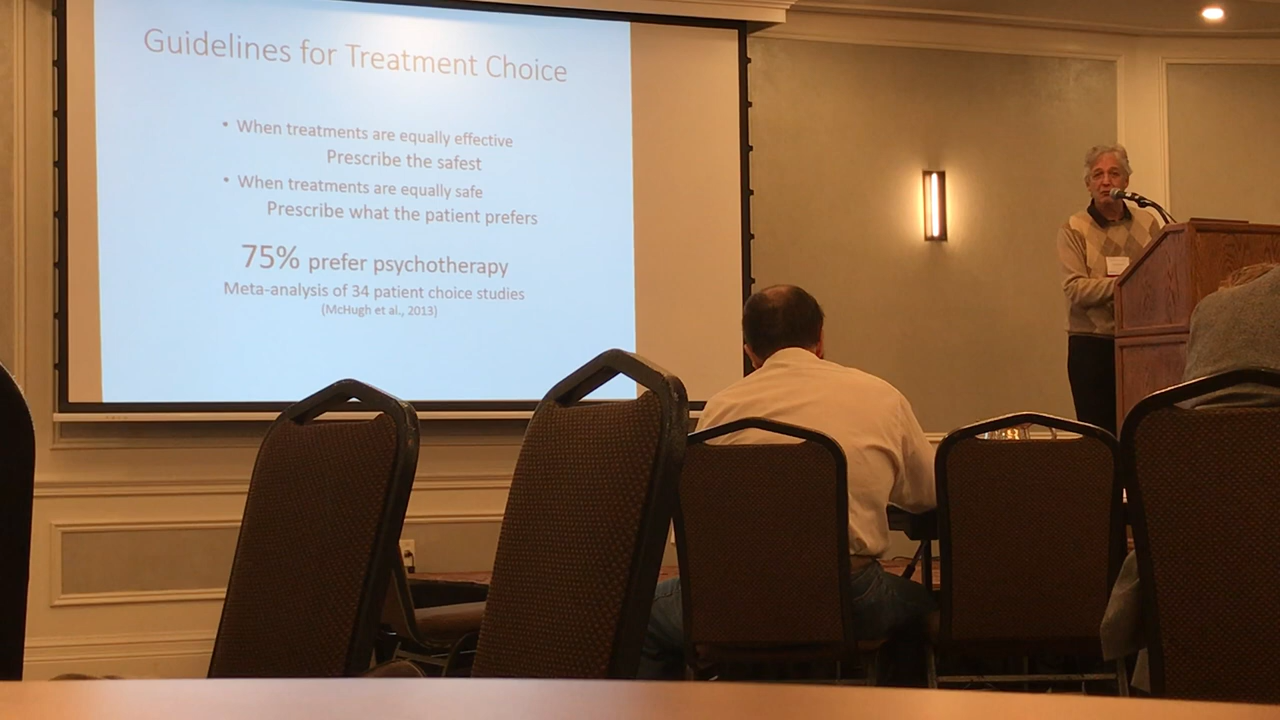 Guidelines for Treatment Choice
• When treatments are equally effective
Prescribe the safest
• When treatments are equally safe
Prescribe what the patient prefers
75% prefer psychotherapy
Meta-analysis of 34 patient choice studies
(McHugh et al., 2013)